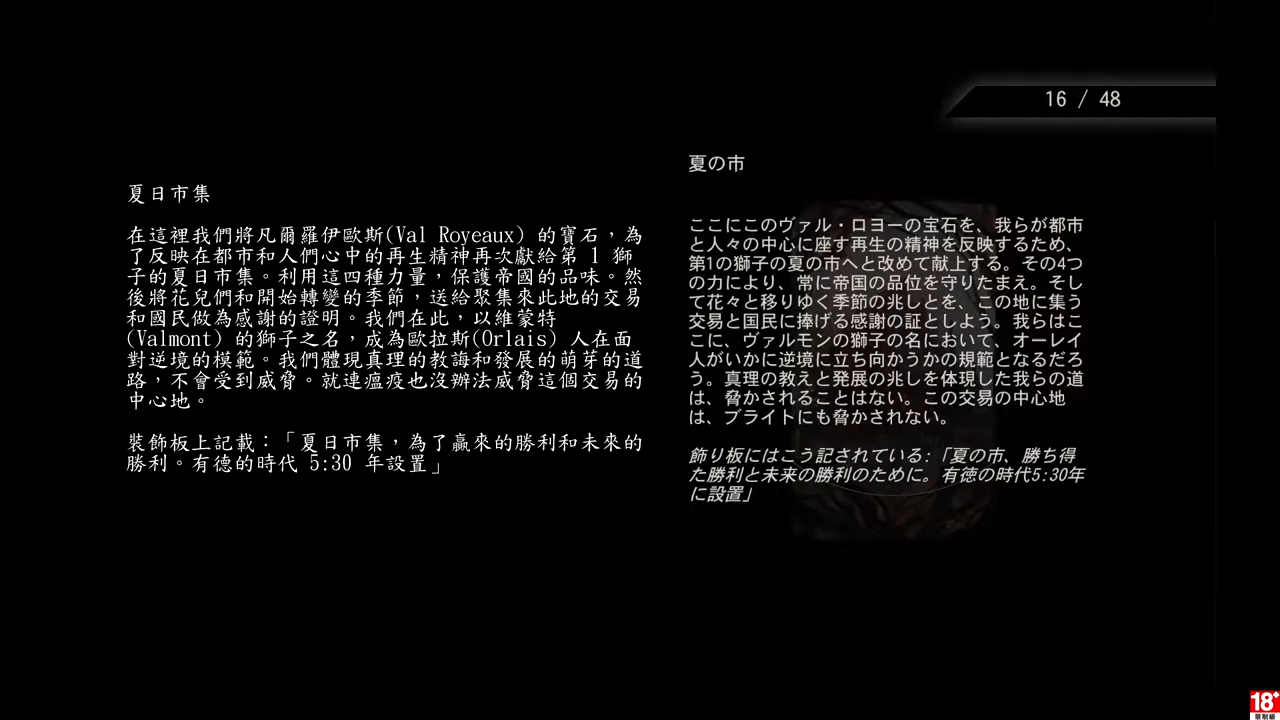 16 / 48
夏日市集
在這裡我們將凡爾羅伊歐斯(Val Royeaux) 的寶石，為
了反映在都市和人們心中的再生精神再次獻給第 1 獅
子的夏日市集。利用這四種力量，保護帝國的品味。然
後將花兒們和開始轉變的季節，送給聚集來此地的交易
和國民做為感謝的證明。我們在此，以維蒙特
(Valmont) 的獅子之名，成為歐拉斯(Orlais) 人在面
對逆境的模範。我們體現真理的教誨和發展的萌芽的道
路，不會受到威脅。就連瘟疫也沒辦法威脅這個交易的
中心地。
裝飾板上記載：「夏日市集，為了贏來的勝利和未來的
勝利。有德的時代 5:30 年設置」
夏の市
ここにこのヴァル・ロヨーの宝石を、我らが都市
と人々の中心に座す再生の精神を反映するため、
第1の獅子の夏の市へと改めて献上する。その4つ
の力により、常に帝国の品位を守りたまえ。そし
て花々と移りゆく季節の兆しとを、この地に集う
交易と国民に捧げる感謝の証としよう。我らはこ
こに、ヴァルモンの獅子の名において、オーレイ
人がいかに逆境に立ち向かうかの規範となるだろ
う。真理の教えと発展の兆しを体現した我らの道
は、脅かされることはない。この交易の中心地
は、ブライトにも脅かされない。
飾り板にはこう記されている:「夏の市、勝ち得
た勝利と未来の勝利のために。有徳の時代5:30年
に設置」
18+
限制級